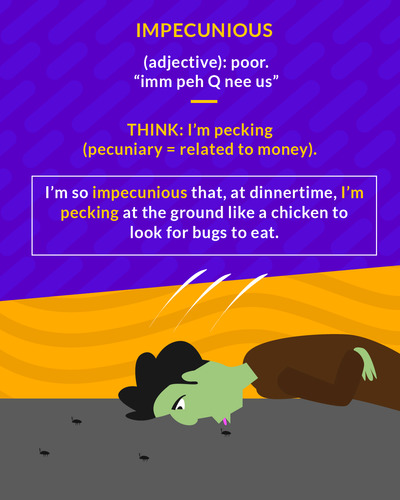 IMPECUNIOUS
(adjective): poor.
“imm peh Q nee us”
THINK: I’m pecking
(pecuniary = related to money).
I’m so impecunious that, at dinnertime, I’m
pecking at the ground like a chicken to
look for bugs to eat.